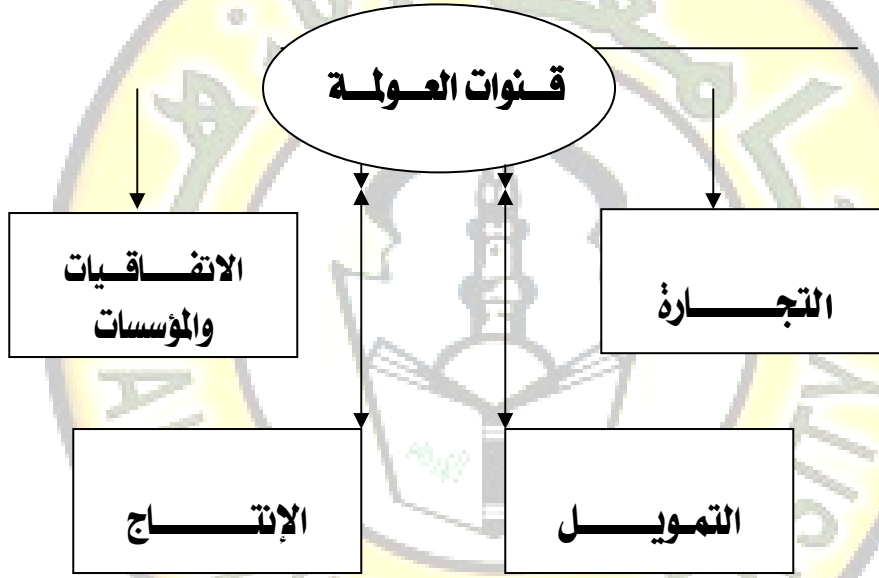 قنوات العولمة
التجارة
الاتفاقيات
والمؤسسات
التمويل
الإنتاج